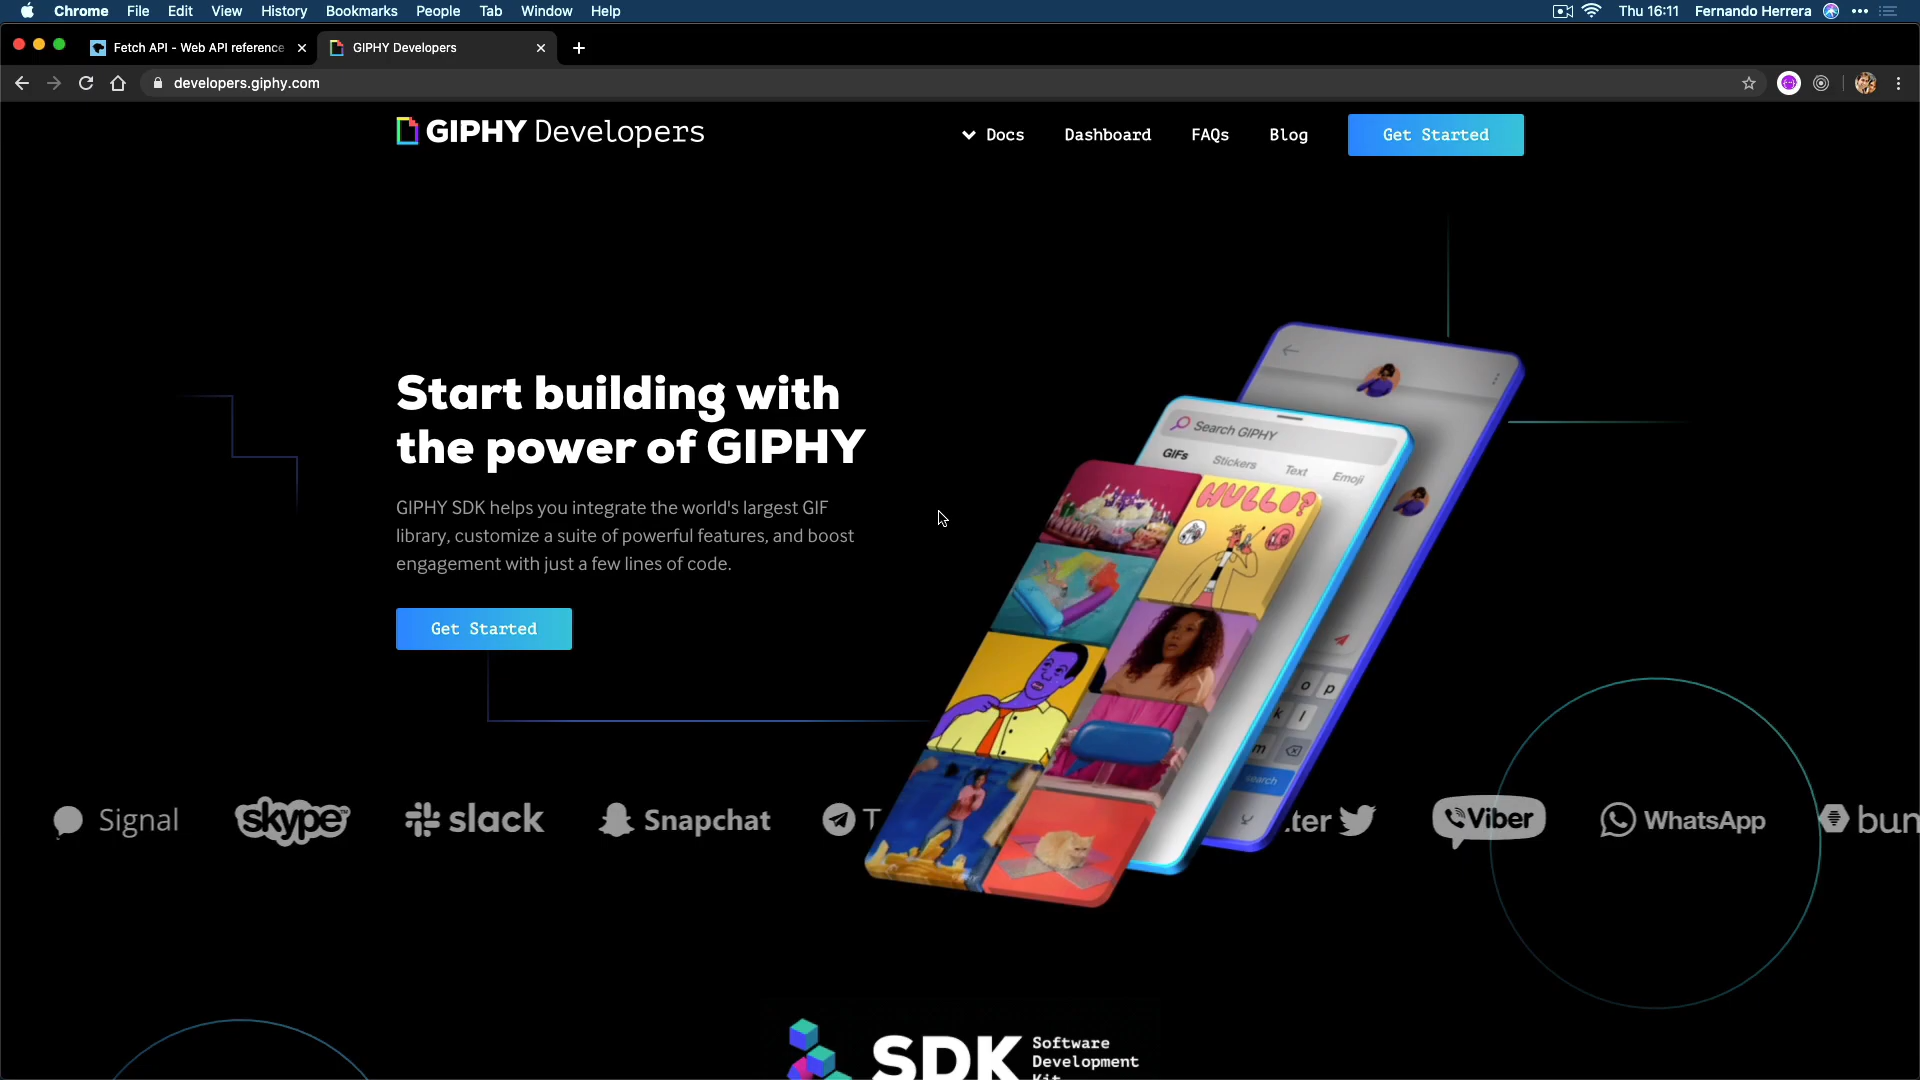 Chrome File Edit View History Bookmarks People Tab Window Help Thu 16:11 Fernando Herrera
Fetch API - Web API reference GIPHY Developers
developers.giphy.com
GIPHY Developers Docs Dashboard FAQs Blog Get Started
Start building with
the power of GIPHY
GIPHY SDK helps you integrate the world's largest GIF
library, customize a suite of powerful features, and boost
engagement with just a few lines of code.
Get Started
Search GIPHY
GIFs Stickers Text Emoji
HULLO?
o p
k l
m
search
Signal skype slack Snapchat T ter Viber WhatsApp bum
SDK Software
Development
Kit